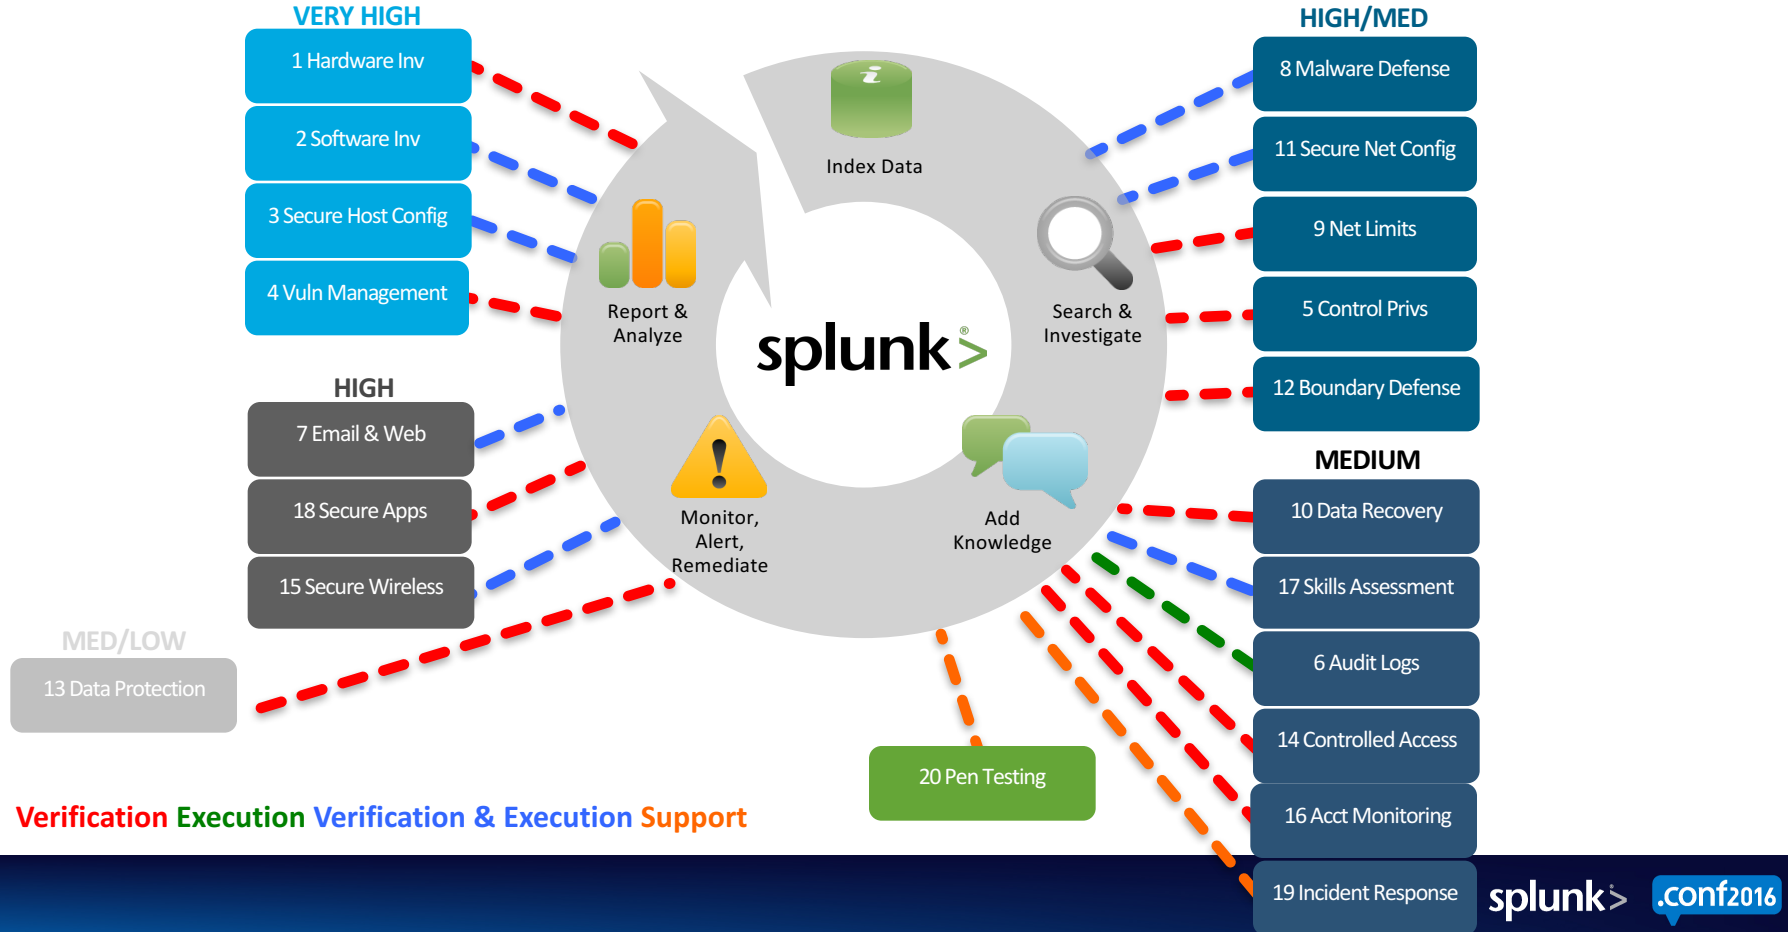 VERY HIGH
1 Hardware Inv
2 Software Inv
3 Secure Host Config
4 Vuln Management
HIGH
7 Email & Web
18 Secure Apps
15 Secure Wireless
MED/LOW
13 Data Protection
Index Data
Search &
Investigate
Add
Knowledge
Monitor,
Alert,
Remediate
Report &
Analyze
splunk>®
HIGH/MED
8 Malware Defense
11 Secure Net Config
9 Net Limits
5 Control Privs
12 Boundary Defense
MEDIUM
10 Data Recovery
17 Skills Assessment
6 Audit Logs
14 Controlled Access
16 Acct Monitoring
19 Incident Response
20 Pen Testing
Verification Execution Verification & Execution Support
splunk>
.conf2016